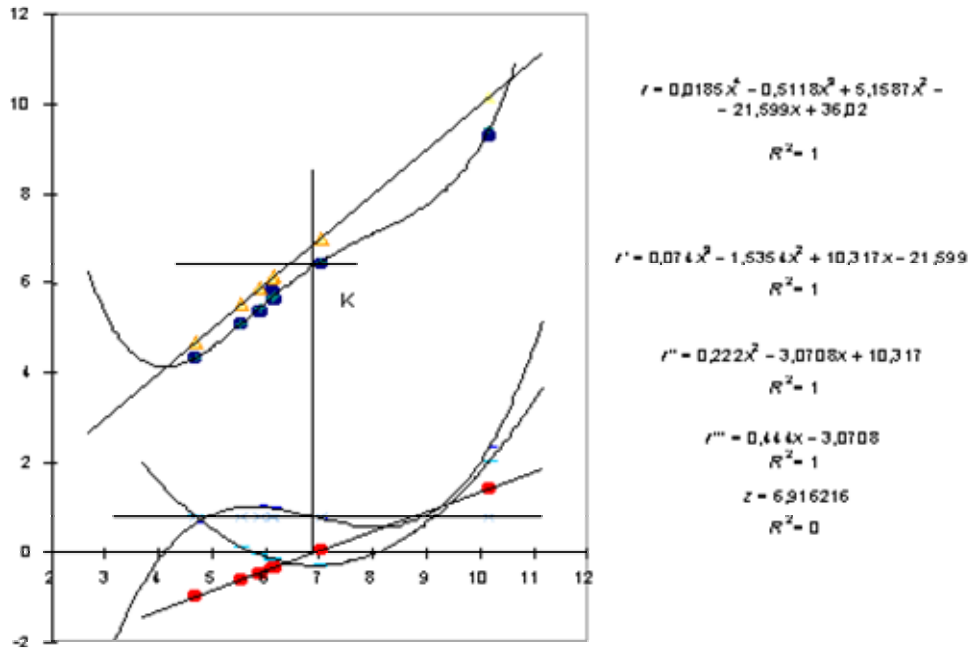 12
10
8
6
4
2
0
-2
2 3 4 5 6 7 8 9 10 11 12
K
r = 0,0185x⁴ - 0,5118x³ + 5,1587x² -
- 21,599x + 36,02
R² = 1
r' = 0,074x³ - 1,5354x² + 10,317x - 21,599
R² = 1
r'' = 0,222x² - 3,0708x + 10,317
R² = 1
r''' = 0,444x - 3,0708
R² = 1
z = 6,916216
R² = 0